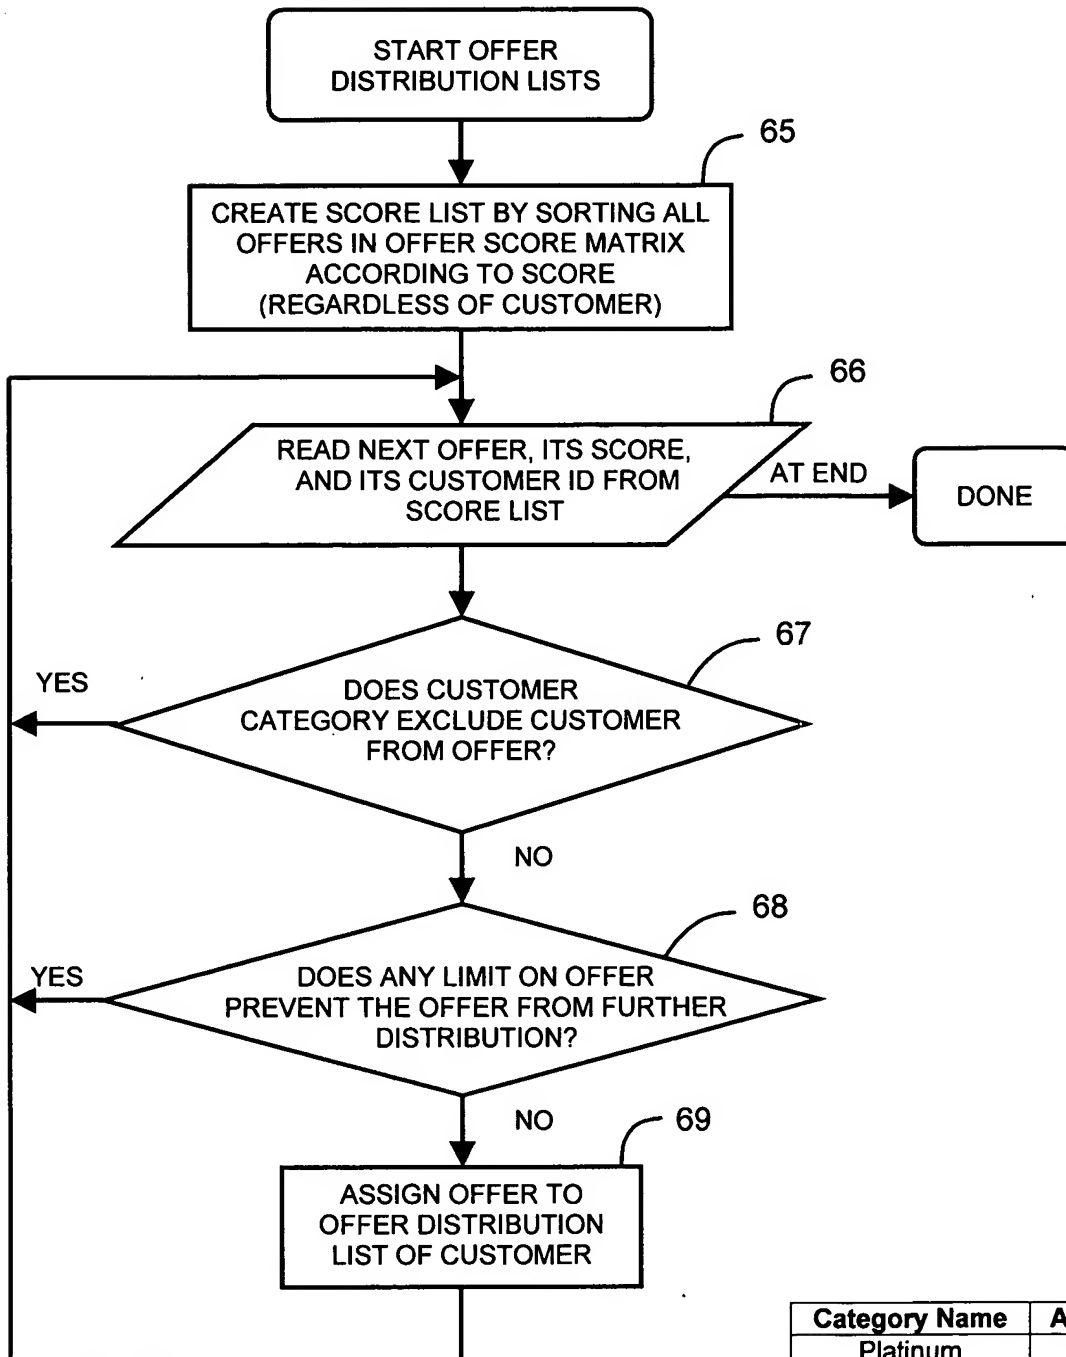 START OFFER
DISTRIBUTION LISTS
65
CREATE SCORE LIST BY SORTING ALL
OFFERS IN OFFER SCORE MATRIX
ACCORDING TO SCORE
(REGARDLESS OF CUSTOMER)
66
READ NEXT OFFER, ITS SCORE,
AND ITS CUSTOMER ID FROM
SCORE LIST
AT END
DONE
67
YES
DOES CUSTOMER
CATEGORY EXCLUDE CUSTOMER
FROM OFFER?
NO
68
YES
DOES ANY LIMIT ON OFFER
PREVENT THE OFFER FROM FURTHER
DISTRIBUTION?
NO
69
ASSIGN OFFER TO
OFFER DISTRIBUTION
LIST OF CUSTOMER
Category Name A
Platinum